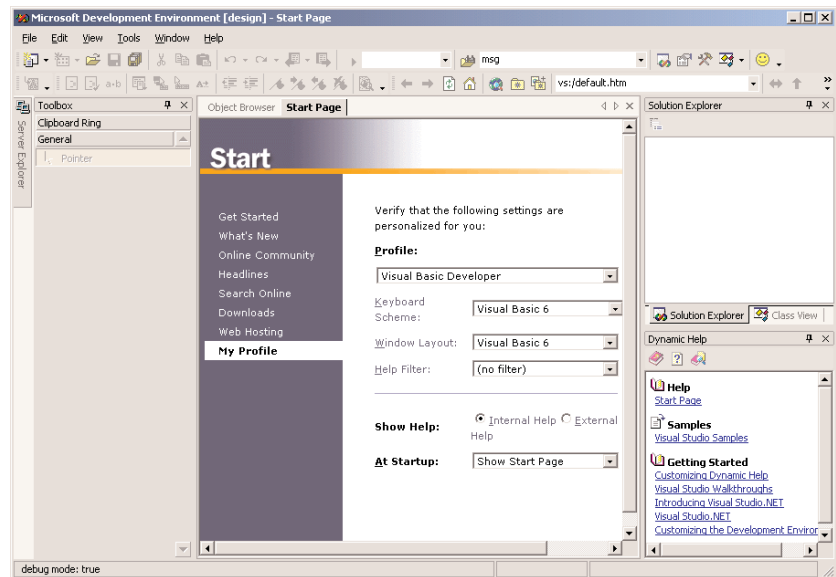 Microsoft Development Environment [design] - Start Page
File Edit View Tools Window Help
msg
a-b A± vs:/default.htm
Server Explorer
Toolbox
Clipboard Ring
General
Pointer
Object Browser Start Page
Start
Get Started
What's New
Online Community
Headlines
Search Online
Downloads
Web Hosting
My Profile
Verify that the following settings are
personalized for you:
Profile:
Visual Basic Developer
Keyboard
Scheme:
Visual Basic 6
Window Layout: Visual Basic 6
Help Filter: (no filter)
Show Help: Internal Help External
Help
At Startup: Show Start Page
Solution Explorer
Solution Explorer Class View
Dynamic Help
Help
Start Page
Samples
Visual Studio Samples
Getting Started
Customizing Dynamic Help
Visual Studio Walkthroughs
Introducing Visual Studio.NET
Visual Studio.NET
Customizing the Development Enviror
debug mode: true